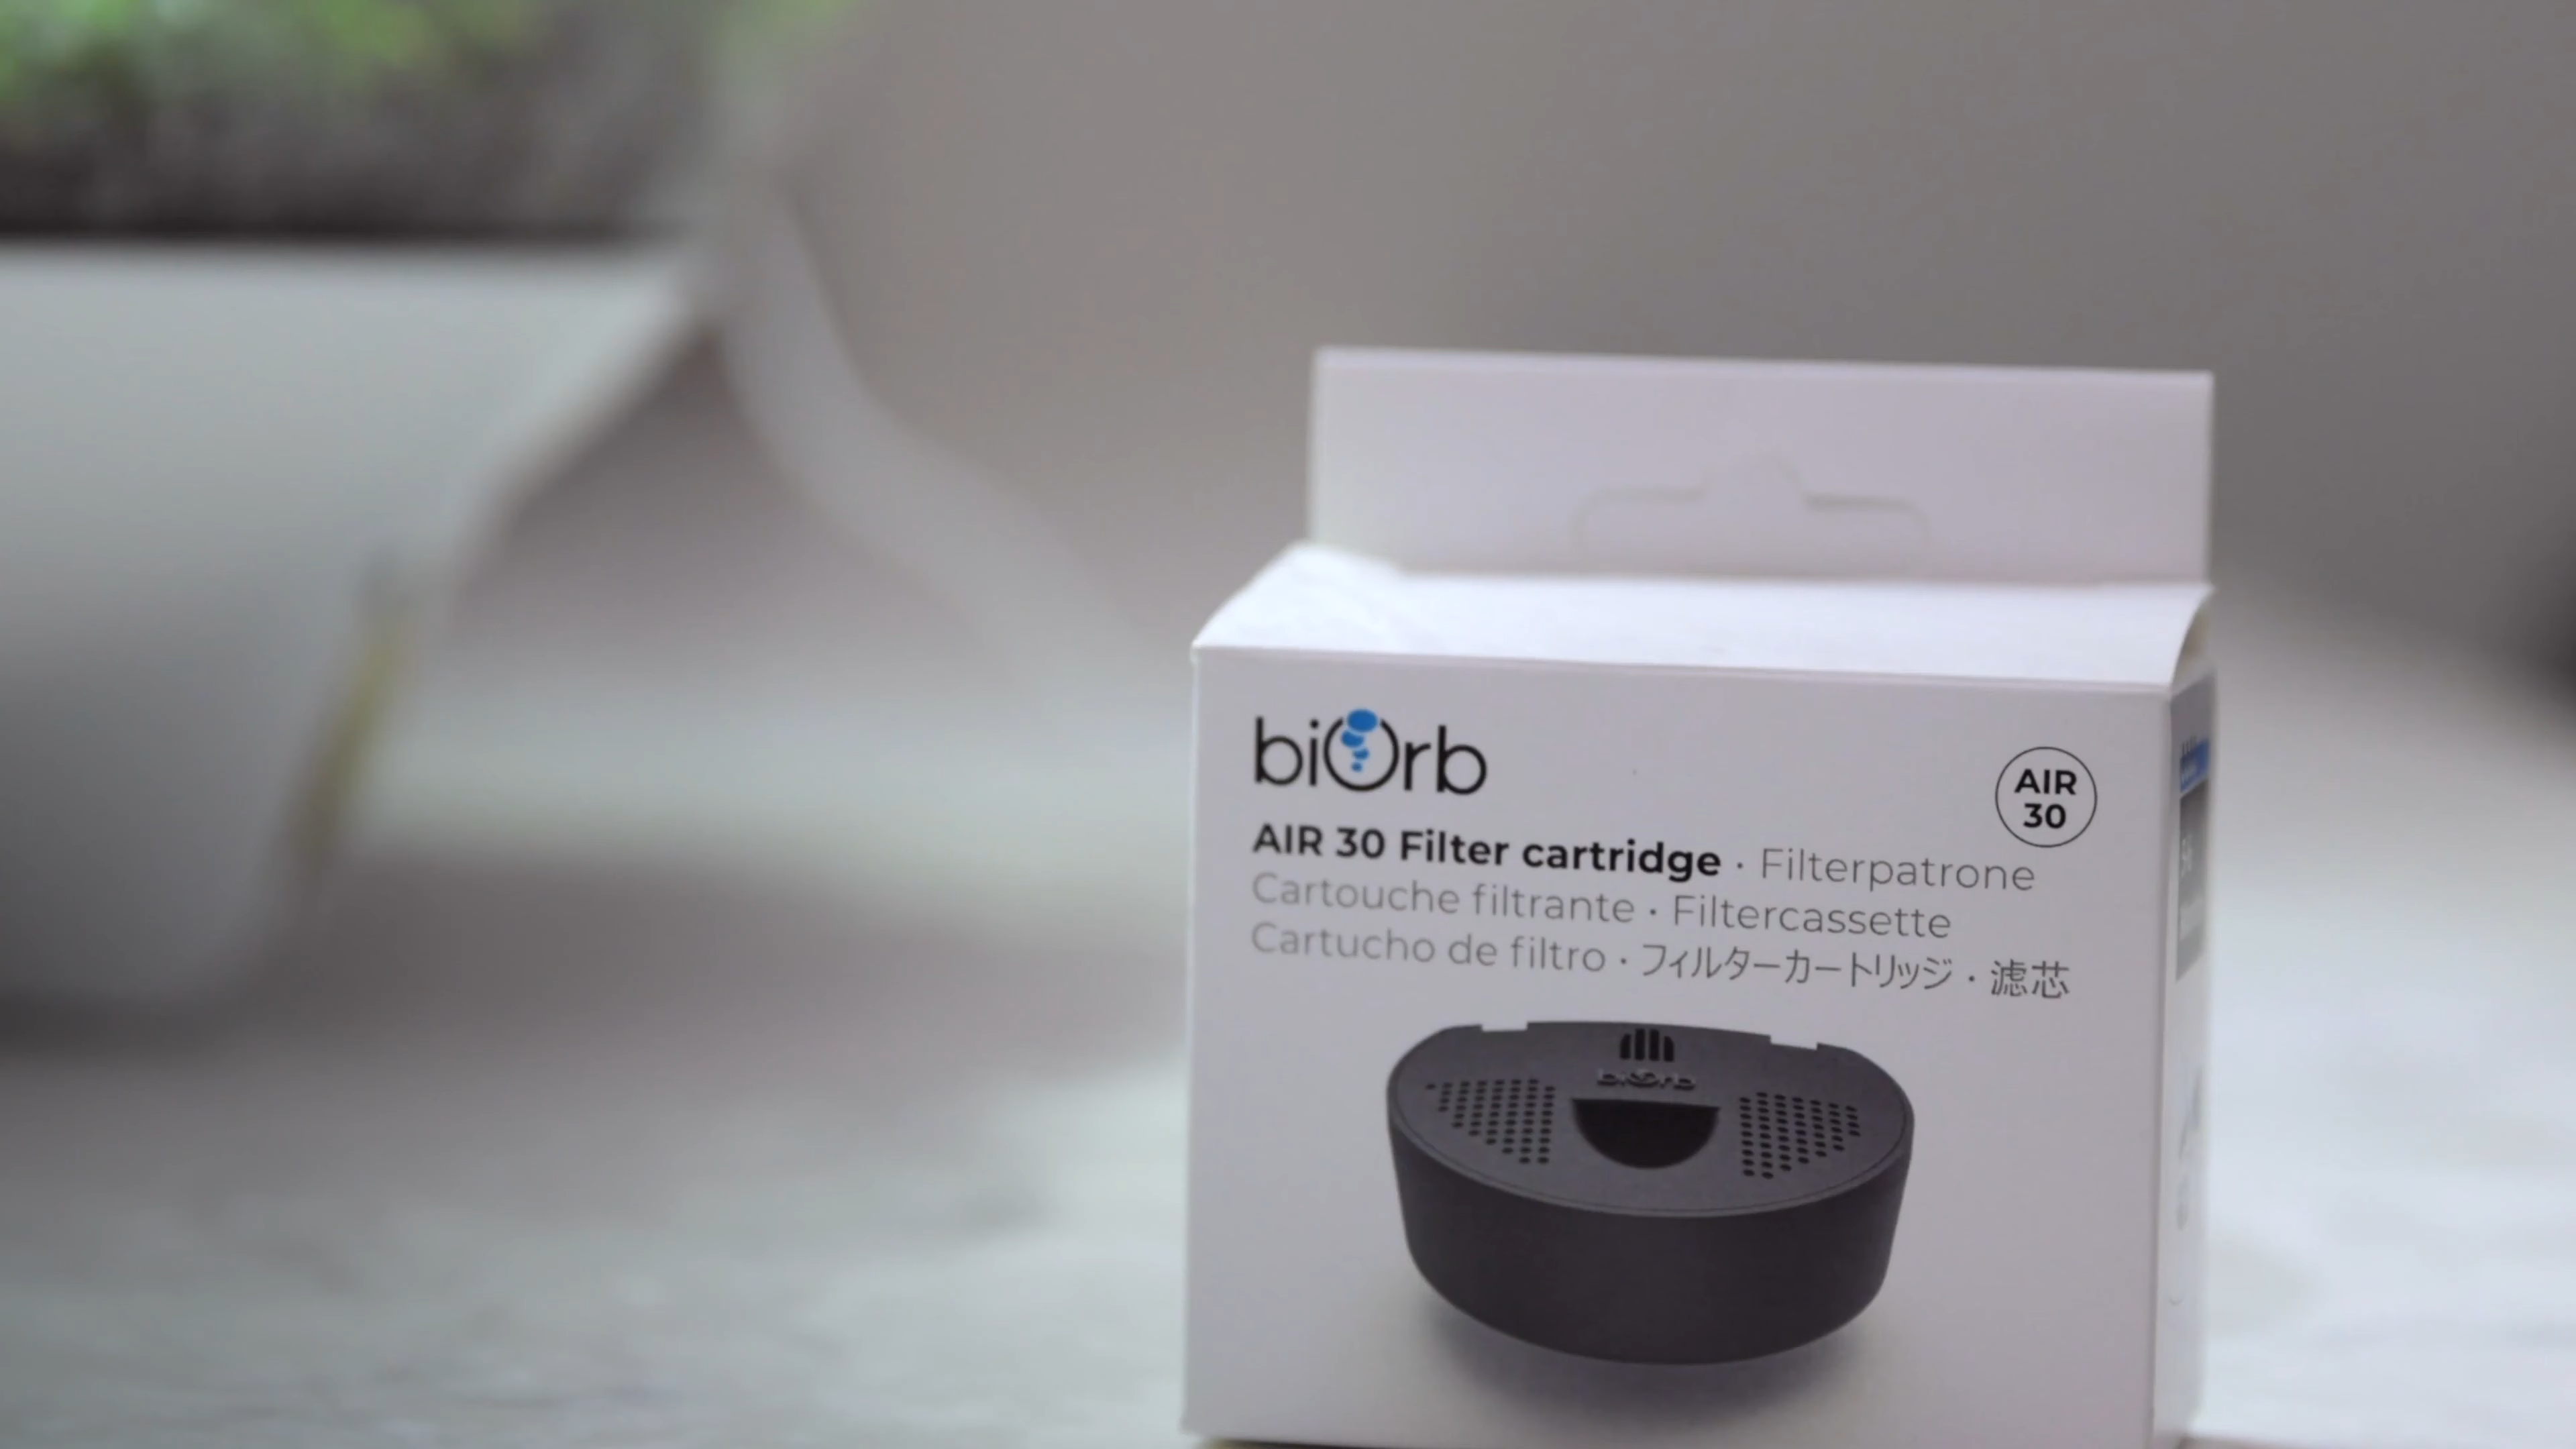 biOrb
AIR
30
AIR 30 Filter cartridge · Filterpatrone
Cartouche filtrante · Filtercassette
Cartucho de filtro · フィルターカートリッジ · 滤芯
biOrb